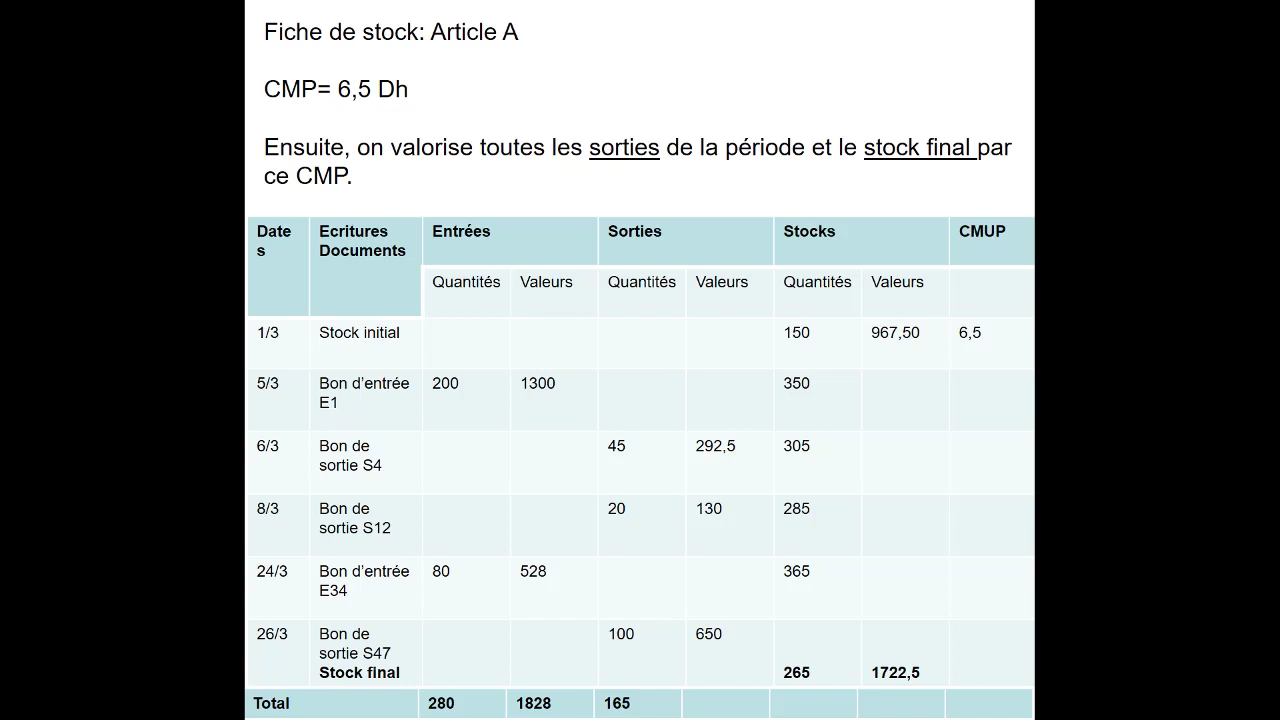 Fiche de stock: Article A
CMP= 6,5 Dh
Ensuite, on valorise toutes les sorties de la période et le stock final par
ce CMP.
Date
s
Ecritures
Documents
Entrées
Sorties
Stocks
CMUP
Quantités Valeurs Quantités Valeurs Quantités Valeurs
1/3 Stock initial 150 967,50 6,5
5/3 Bon d'entrée 200 1300 350
E1
6/3 Bon de 45 292,5 305
sortie S4
8/3 Bon de 20 130 285
sortie S12
24/3 Bon d'entrée 80 528 365
E34
26/3 Bon de 100 650
sortie S47
Stock final 265 1722,5
Total 280 1828 165